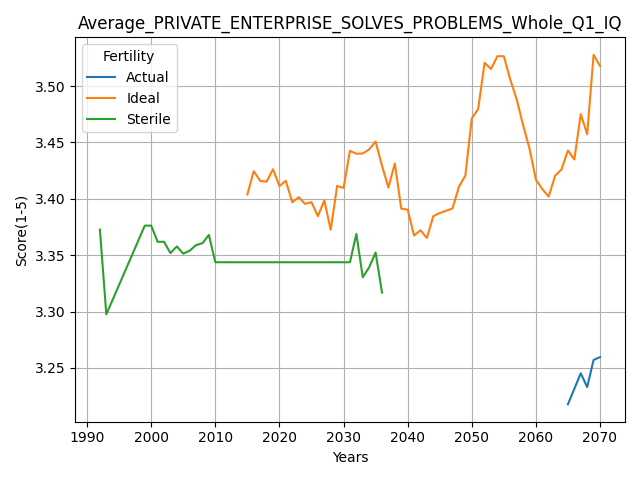 Average_PRIVATE_ENTERPRISE_SOLVES_PROBLEMS_Whole_Q1_IQ
Fertility
Actual
Ideal
Sterile
Score(1-5)
3.50
3.45
3.40
3.35
3.30
3.25
1990 2000 2010 2020 2030 2040 2050 2060 2070
Years